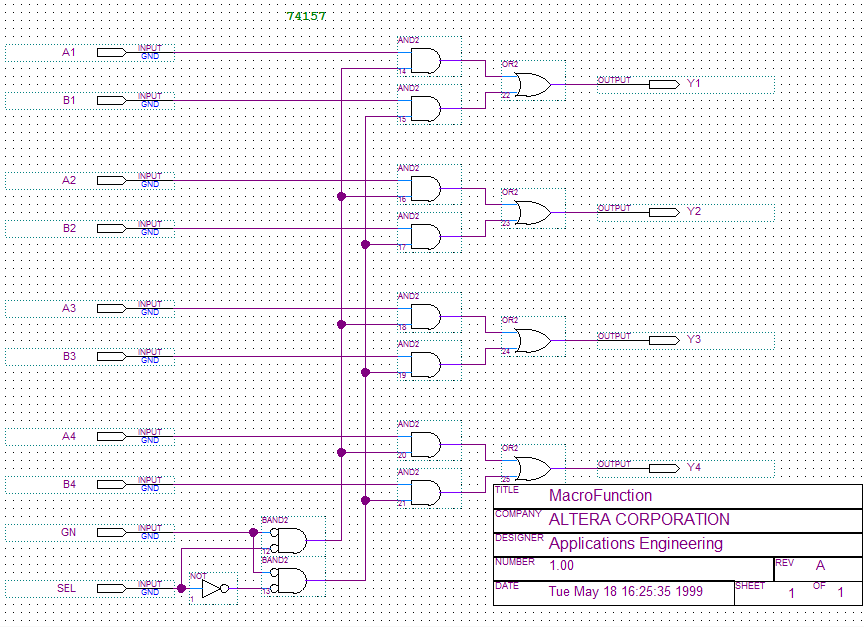 74157
A1 INPUT GND AND2 14
OR2 22 OUTPUT Y1
B1 INPUT GND AND2 15
A2 INPUT GND AND2 16
OR2 23 OUTPUT Y2
B2 INPUT GND AND2 17
A3 INPUT GND AND2 18
OR2 24 OUTPUT Y3
B3 INPUT GND AND2 19
A4 INPUT GND AND2 20
OR2 25 OUTPUT Y4
B4 INPUT GND AND2 21
GN INPUT GND BAND2 12
SEL INPUT GND NOT 1 BAND2 13
TITLE MacroFunction
COMPANY ALTERA CORPORATION
DESIGNER Applications Engineering
NUMBER 1.00 REV A
DATE Tue May 18 16:25:35 1999 SHEET 1 OF 1